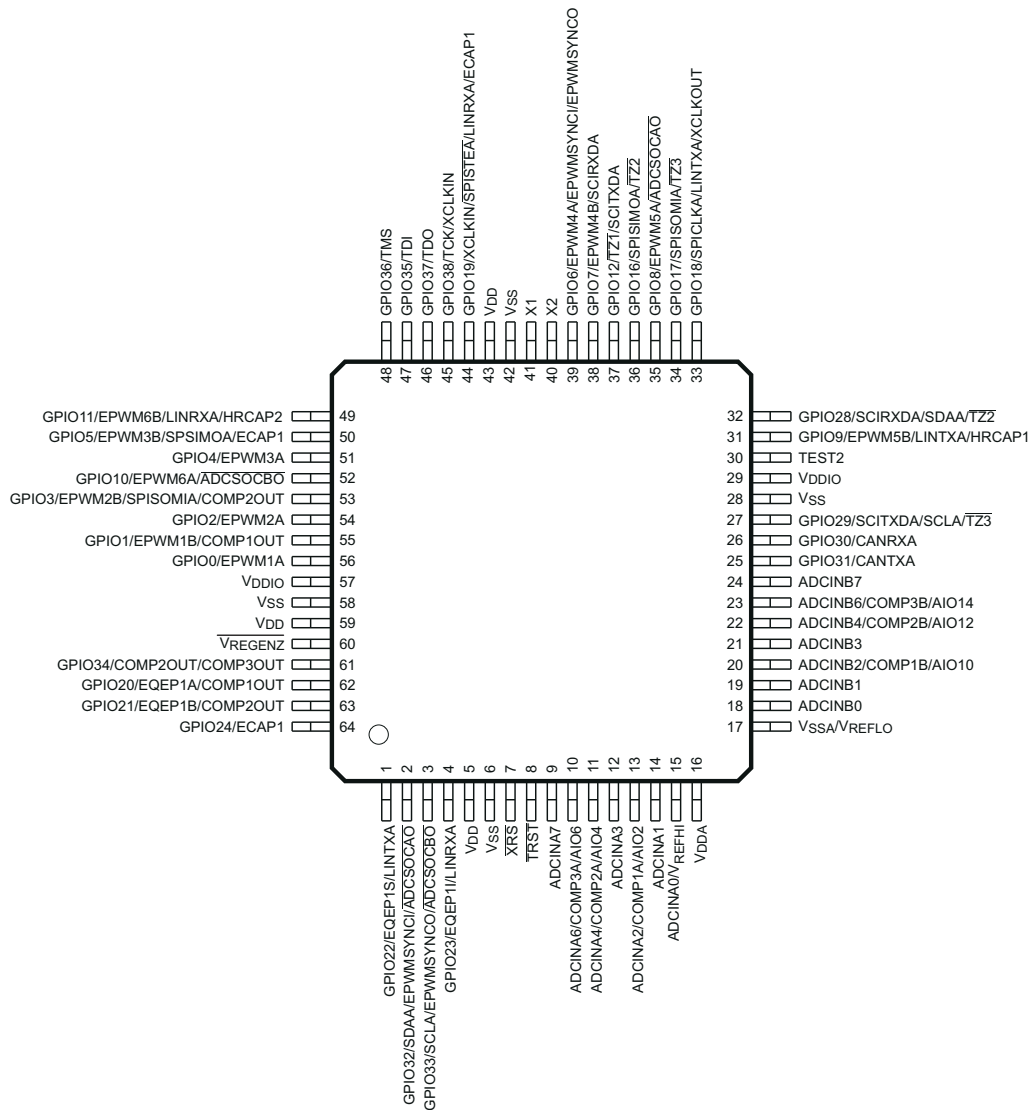 GPIO36/TMS
GPIO35/TDI
GPIO37/TDO
GPIO38/TCK/XCLKIN
GPIO19/XCLKIN/SPISTEA/LINRXA/ECAP1
VDD
VSS
X1
X2
GPIO6/EPWM4A/EPWMSYNCI/EPWMSYNCO
GPIO7/EPWM4B/SCIRXDA
GPIO12/TZ1/SCITXDA
GPIO16/SPISIMOA/TZ2
GPIO8/EPWM5A/ADCSOCAO
GPIO17/SPISOMIA/TZ3
GPIO18/SPICLKA/LINTXA/XCLKOUT
48 47 46 45 44 43 42 41 40 39 38 37 36 35 34 33
GPIO11/EPWM6B/LINRXA/HRCAP2 49
GPIO5/EPWM3B/SPSIMOA/ECAP1 50
GPIO4/EPWM3A 51
GPIO10/EPWM6A/ADCSOCBO 52
GPIO3/EPWM2B/SPISOMIA/COMP2OUT 53
GPIO2/EPWM2A 54
GPIO1/EPWM1B/COMP1OUT 55
GPIO0/EPWM1A 56
VDDIO 57
VSS 58
VDD 59
VREGENZ 60
GPIO34/COMP2OUT/COMP3OUT 61
GPIO20/EQEP1A/COMP1OUT 62
GPIO21/EQEP1B/COMP2OUT 63
GPIO24/ECAP1 64
32 GPIO28/SCIRXDA/SDAA/TZ2
31 GPIO9/EPWM5B/LINTXA/HRCAP1
30 TEST2
29 VDDIO
28 VSS
27 GPIO29/SCITXDA/SCLA/TZ3
26 GPIO30/CANRXA
25 GPIO31/CANTXA
24 ADCINB7
23 ADCINB6/COMP3B/AIO14
22 ADCINB4/COMP2B/AIO12
21 ADCINB3
20 ADCINB2/COMP1B/AIO10
19 ADCINB1
18 ADCINB0
17 VSSA/VREFLO
1 2 3 4 5 6 7 8 9 10 11 12 13 14 15 16
GPIO22/EQEP1S/LINTXA
GPIO32/SDAA/EPWMSYNCI/ADCSOCAO
GPIO33/SCLA/EPWMSYNCO/ADCSOCBO
GPIO23/EQEP1I/LINRXA
VDD
VSS
XRS
TRST
ADCINA7
ADCINA6/COMP3A/AIO6
ADCINA4/COMP2A/AIO4
ADCINA3
ADCINA2/COMP1A/AIO2
ADCINA1
ADCINA0/VREFHI
VDDA